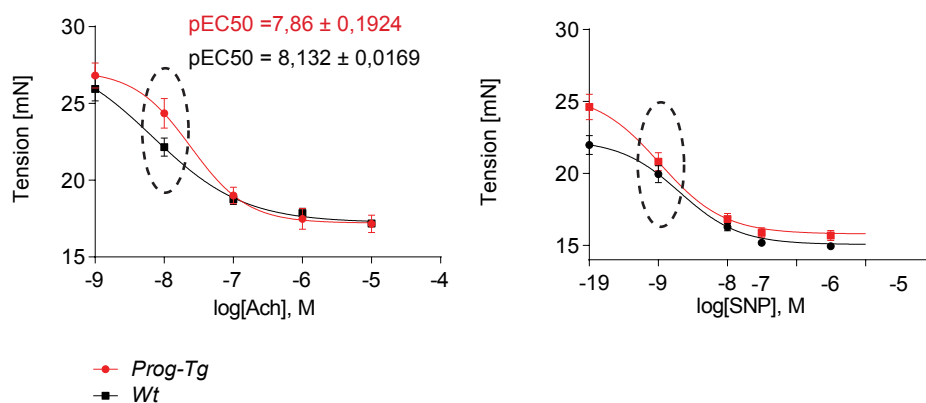 pEC50 =7,86 ± 0,1924
pEC50 = 8,132 ± 0,0169
Tension [mN]
30
25
20
15
-9 -8 -7 -6 -5 -4
log[Ach], M
Tension [mN]
30
25
20
15
-19 -9 -8 -7 -6 -5
log[SNP], M
Prog-Tg
Wt